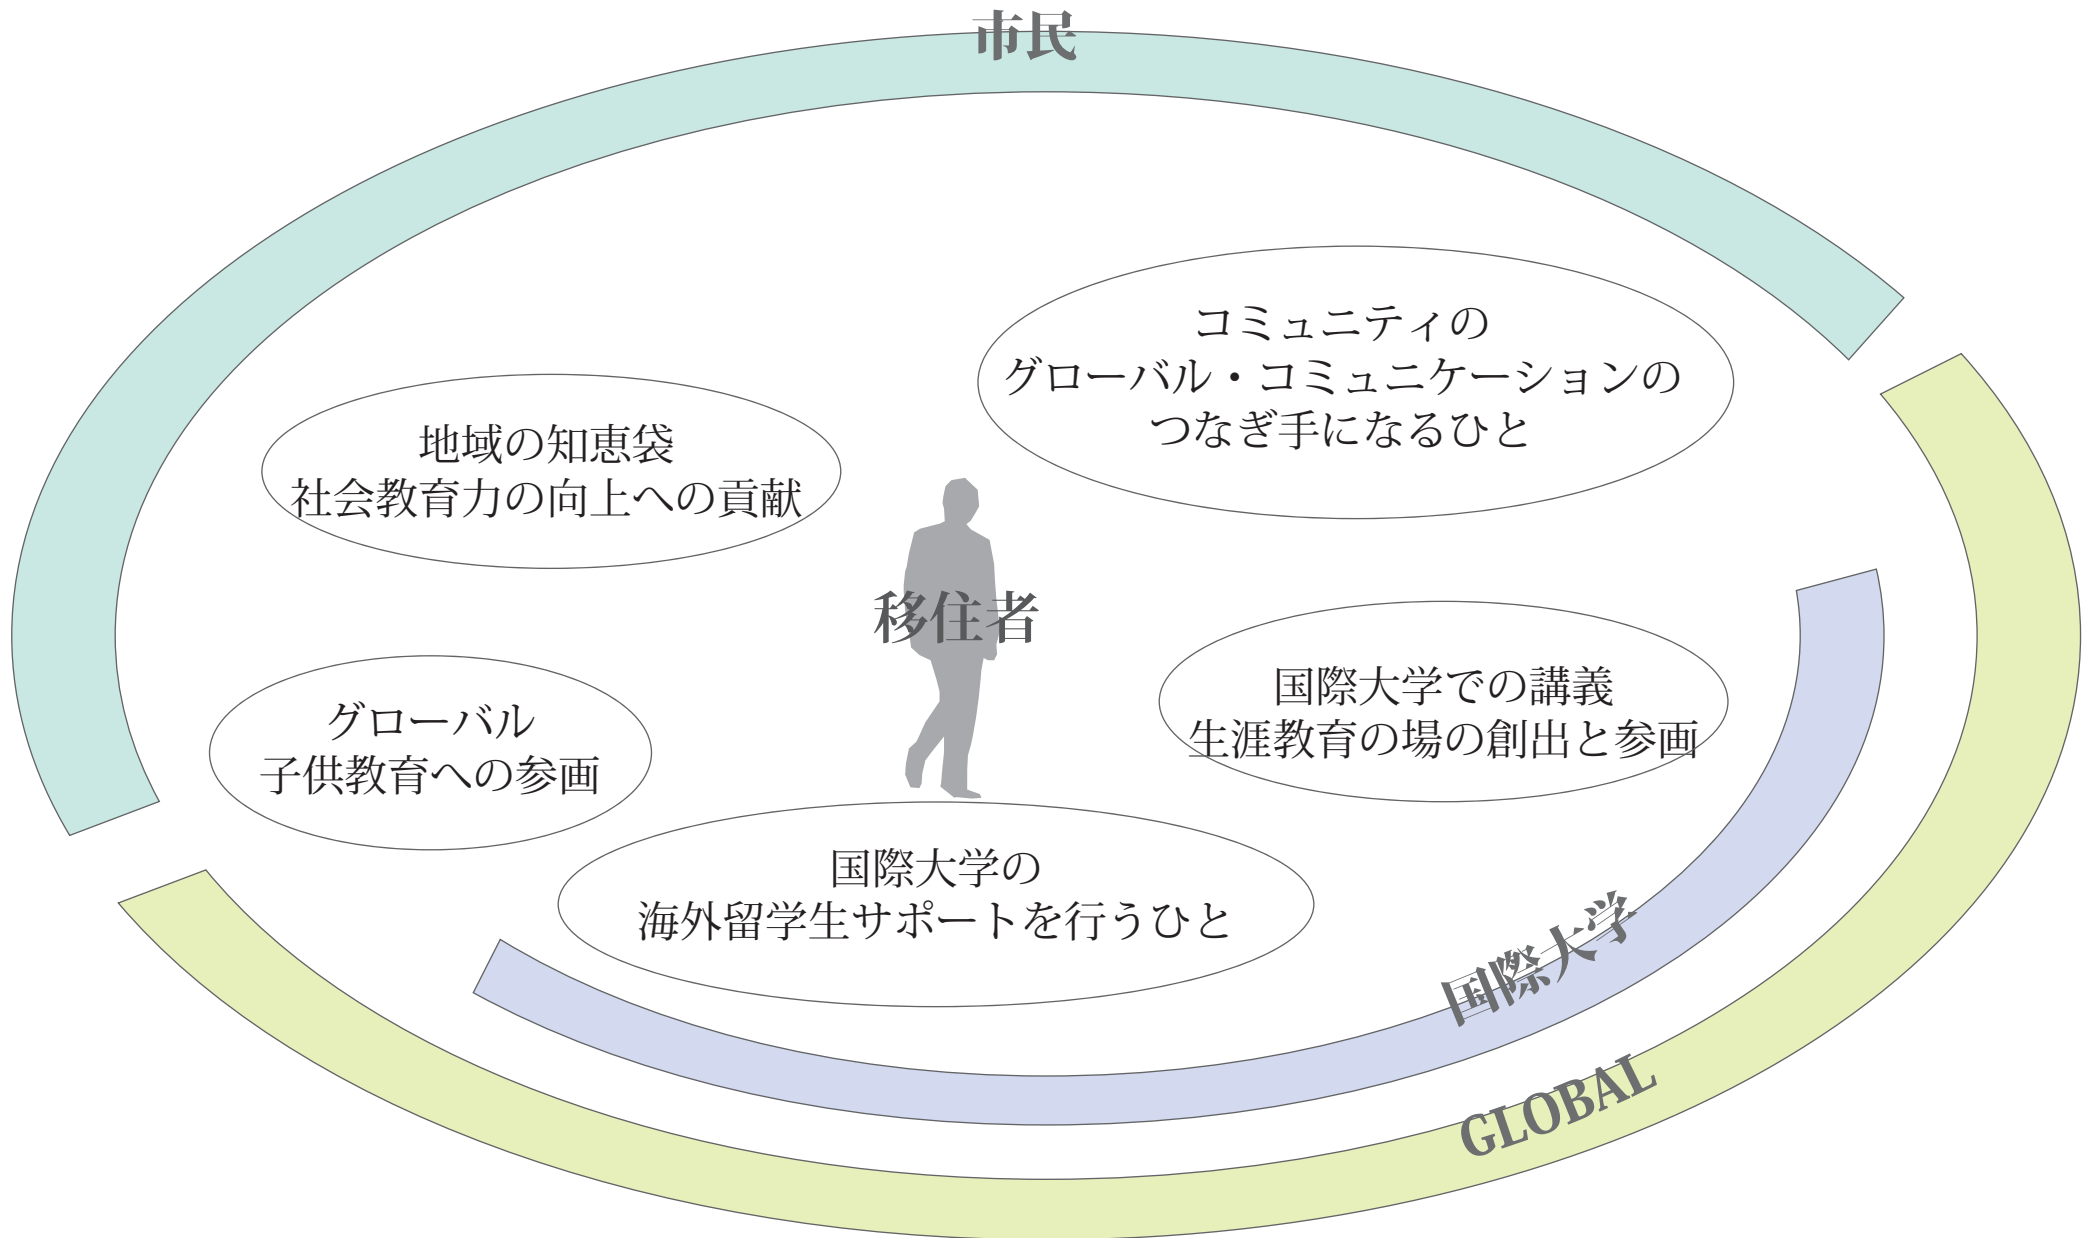 市民
コミュニティの
グローバル・コミュニケーションの
つなぎ手になるひと
地域の知恵袋
社会教育力の向上への貢献
移住者
国際大学での講義
生涯教育の場の創出と参画
グローバル
子供教育への参画
国際大学の
海外留学生サポートを行うひと
国際大学
GLOBAL